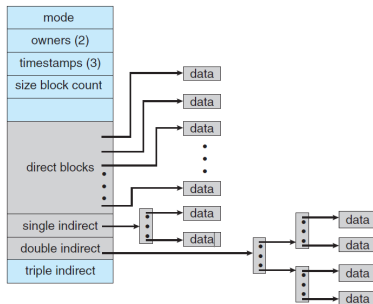 mode
owners (2)
timestamps (3)
size block count
direct blocks
single indirect
double indirect
triple indirect
data
data
data
data
data
data
data
data
data
data